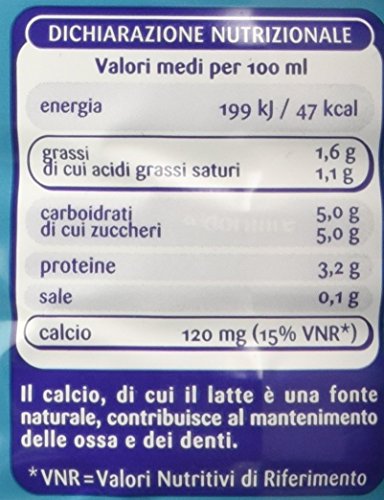 DICHIARAZIONE NUTRIZIONALE
Valori medi per 100 ml
energia 199 kJ / 47 kcal
grassi 1,6 g
di cui acidi grassi saturi 1,1 g
carboidrati 5,0 g
di cui zuccheri 5,0 g
proteine 3,2 g
sale 0,1 g
calcio 120 mg (15% VNR*)
Il calcio, di cui il latte è una fonte
naturale, contribuisce al mantenimento
delle ossa e dei denti.
*VNR=Valori Nutritivi di Riferimento